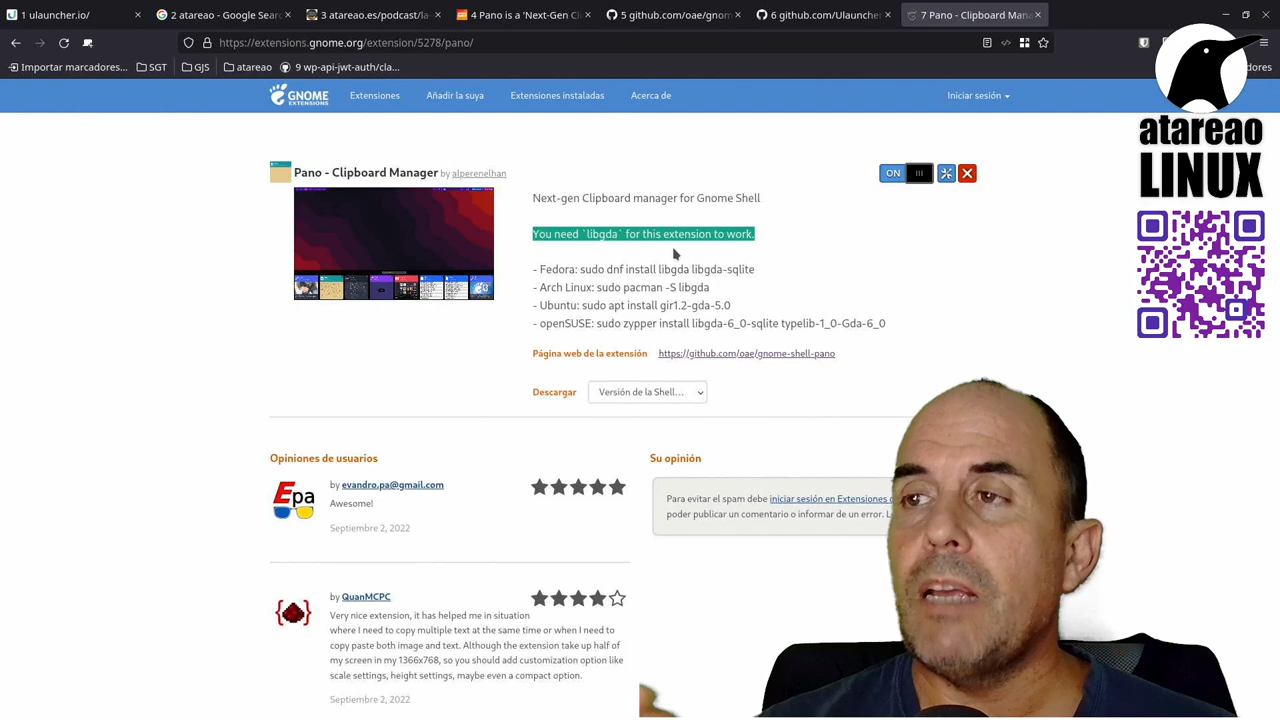 1 ulauncher.io/
2 atareao - Google Sear
3 atareao.es/podcast/la
4 Pano is a 'Next-Gen Cl
5 github.com/oae/gnom
6 github.com/Ulauncher
7 Pano - Clipboard Mana
https://extensions.gnome.org/extension/5278/pano/
Importar marcadores...
SGT
GJS
atareao
9 wp-api-jwt-auth/cla...
dores
GNOME
EXTENSIONS
Extensiones
Añadir la suya
Extensiones instaladas
Acerca de
Iniciar sesión
atareao
LINUX
Pano - Clipboard Manager by alperenelhan
ON
Next-gen Clipboard manager for Gnome Shell
You need `libgda` for this extension to work.
- Fedora: sudo dnf install libgda libgda-sqlite
- Arch Linux: sudo pacman -S libgda
- Ubuntu: sudo apt install gir1.2-gda-5.0
- openSUSE: sudo zypper install libgda-6_0-sqlite typelib-1_0-Gda-6_0
Página web de la extensión https://github.com/oae/gnome-shell-pano
Descargar Versión de la Shell...
Opiniones de usuarios
Epa
by evandro.pa@gmail.com
Awesome!
Septiembre 2, 2022
by QuanMCPC
Very nice extension, it has helped me in situation
where I need to copy multiple text at the same time or when I need to
copy paste both image and text. Although the extension take up half of
my screen in my 1366x768, so you should add customization option like
scale settings, height settings, maybe even a compact option.
Septiembre 2, 2022
Su opinión
Para evitar el spam debe iniciar sesión en Extensiones
poder publicar un comentario o informar de un error.